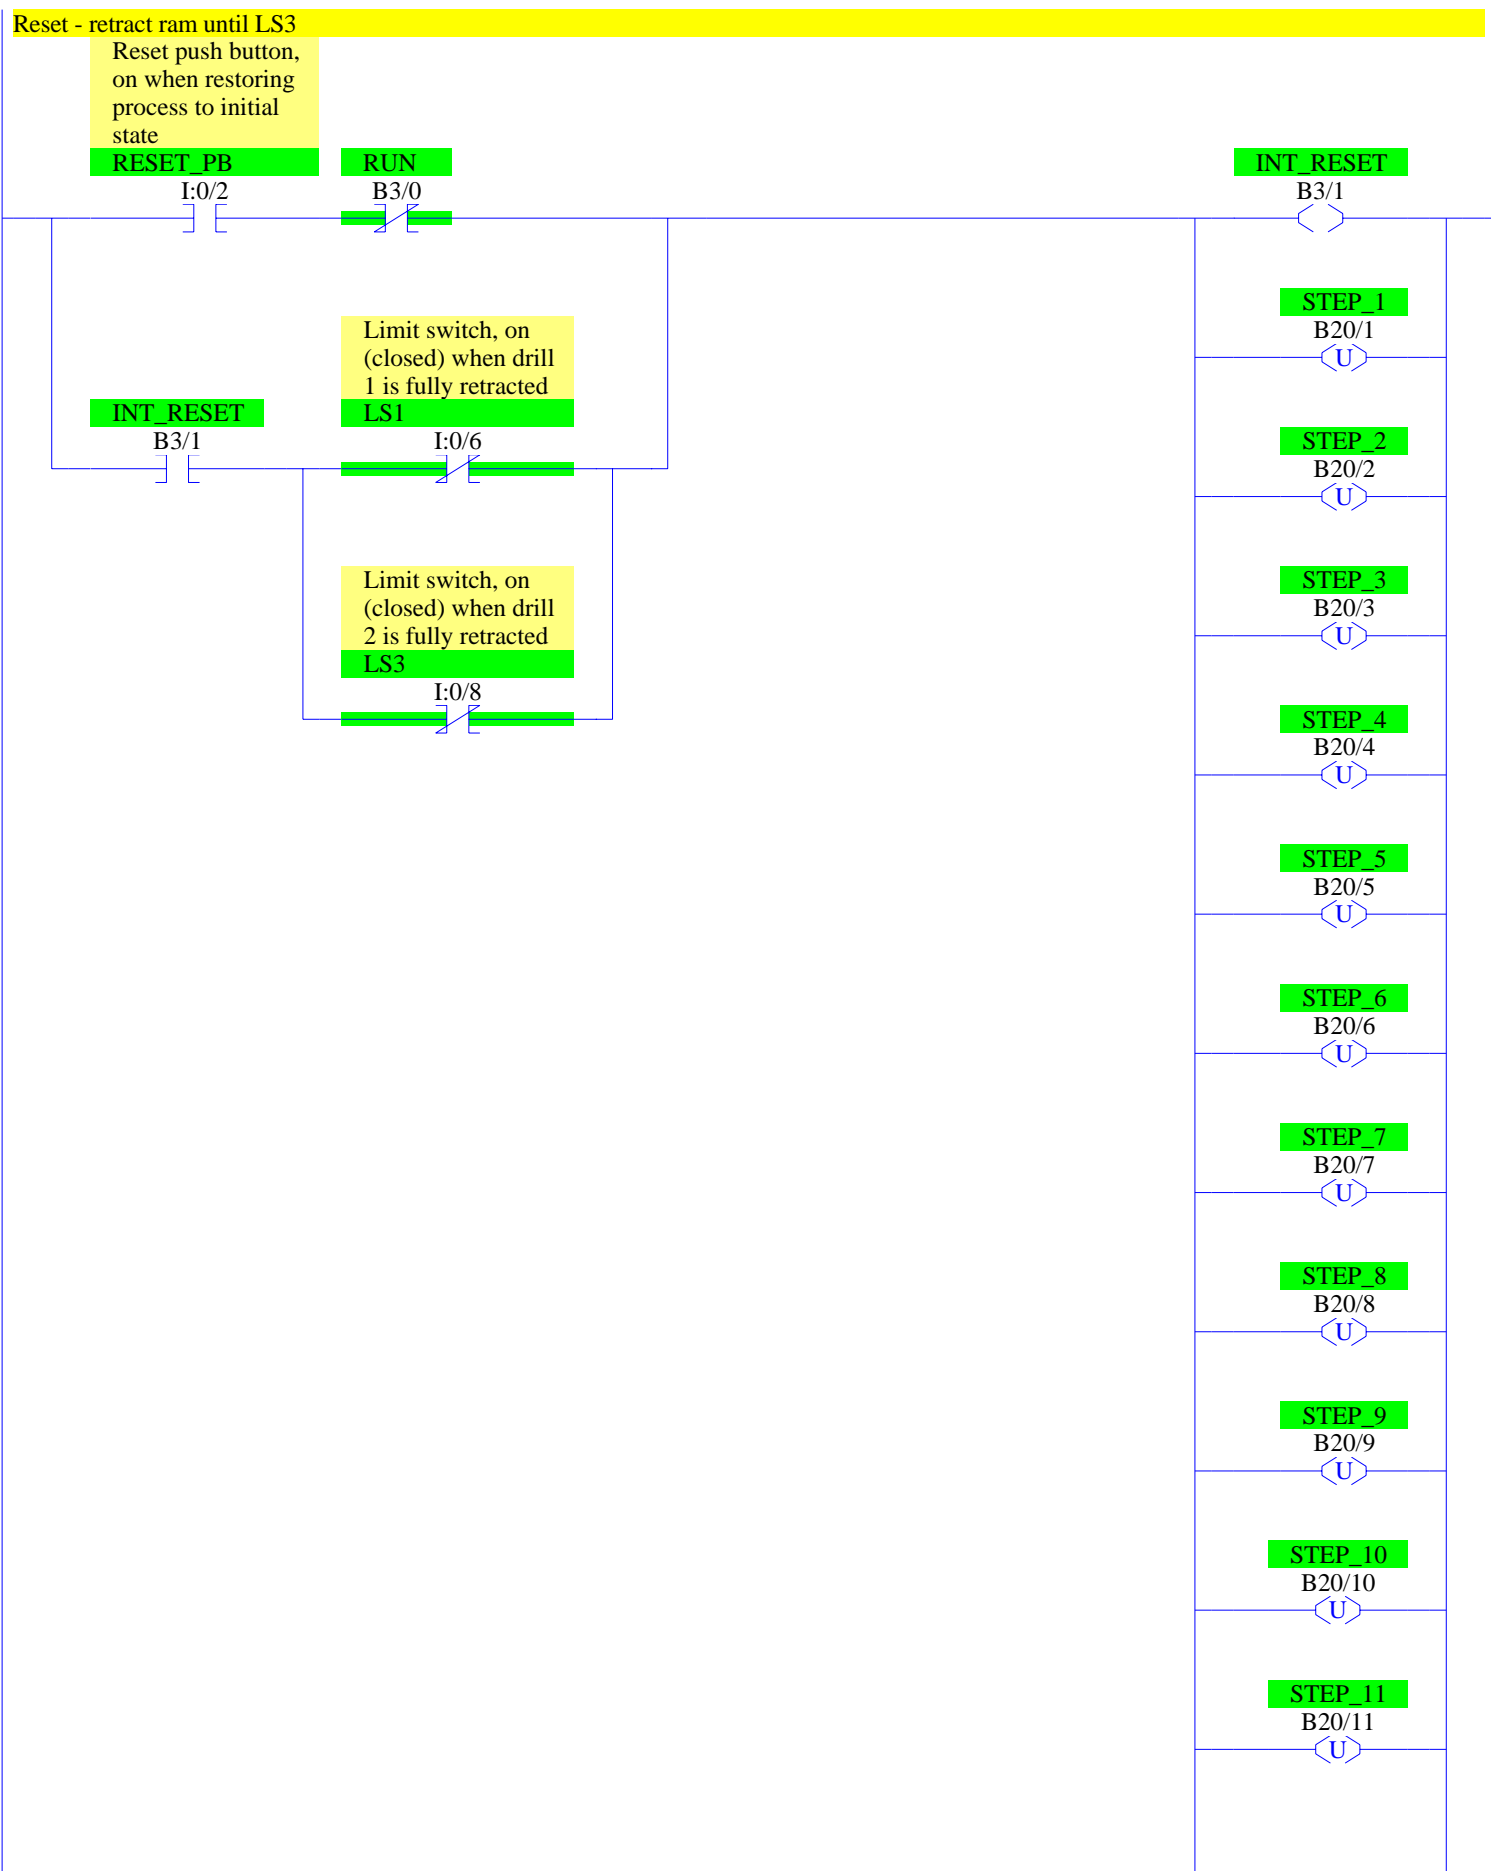 Reset - retract ram until LS3
Reset push button,
on when restoring
process to initial
state
RESET_PB
I:0/2
RUN
B3/0
INT_RESET
B3/1
STEP_1
B20/1
U
Limit switch, on
(closed) when drill
1 is fully retracted
LS1
I:0/6
INT_RESET
B3/1
STEP_2
B20/2
U
Limit switch, on
(closed) when drill
2 is fully retracted
LS3
I:0/8
STEP_3
B20/3
U
STEP_4
B20/4
U
STEP_5
B20/5
U
STEP_6
B20/6
U
STEP_7
B20/7
U
STEP_8
B20/8
U
STEP_9
B20/9
U
STEP_10
B20/10
U
STEP_11
B20/11
U